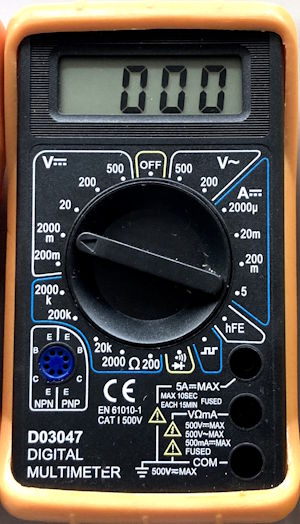 000
V⎓
500
OFF
500
V~
200
200
A⎓
20
2000µ
2000
m
20m
200m
200
m
2000
k
5
200k
hFE
20k
2000
Ω
200
E
E
B
B
C
C
E
E
NPN
PNP
CE
EN 61010-1
CAT I 500V
5A⎓MAX
MAX 10SEC
EACH 15MIN
FUSED
VΩmA
500V⎓MAX
500V~MAX
500mA⎓MAX
FUSED
COM
500V⎓MAX
D03047
DIGITAL
MULTIMETER